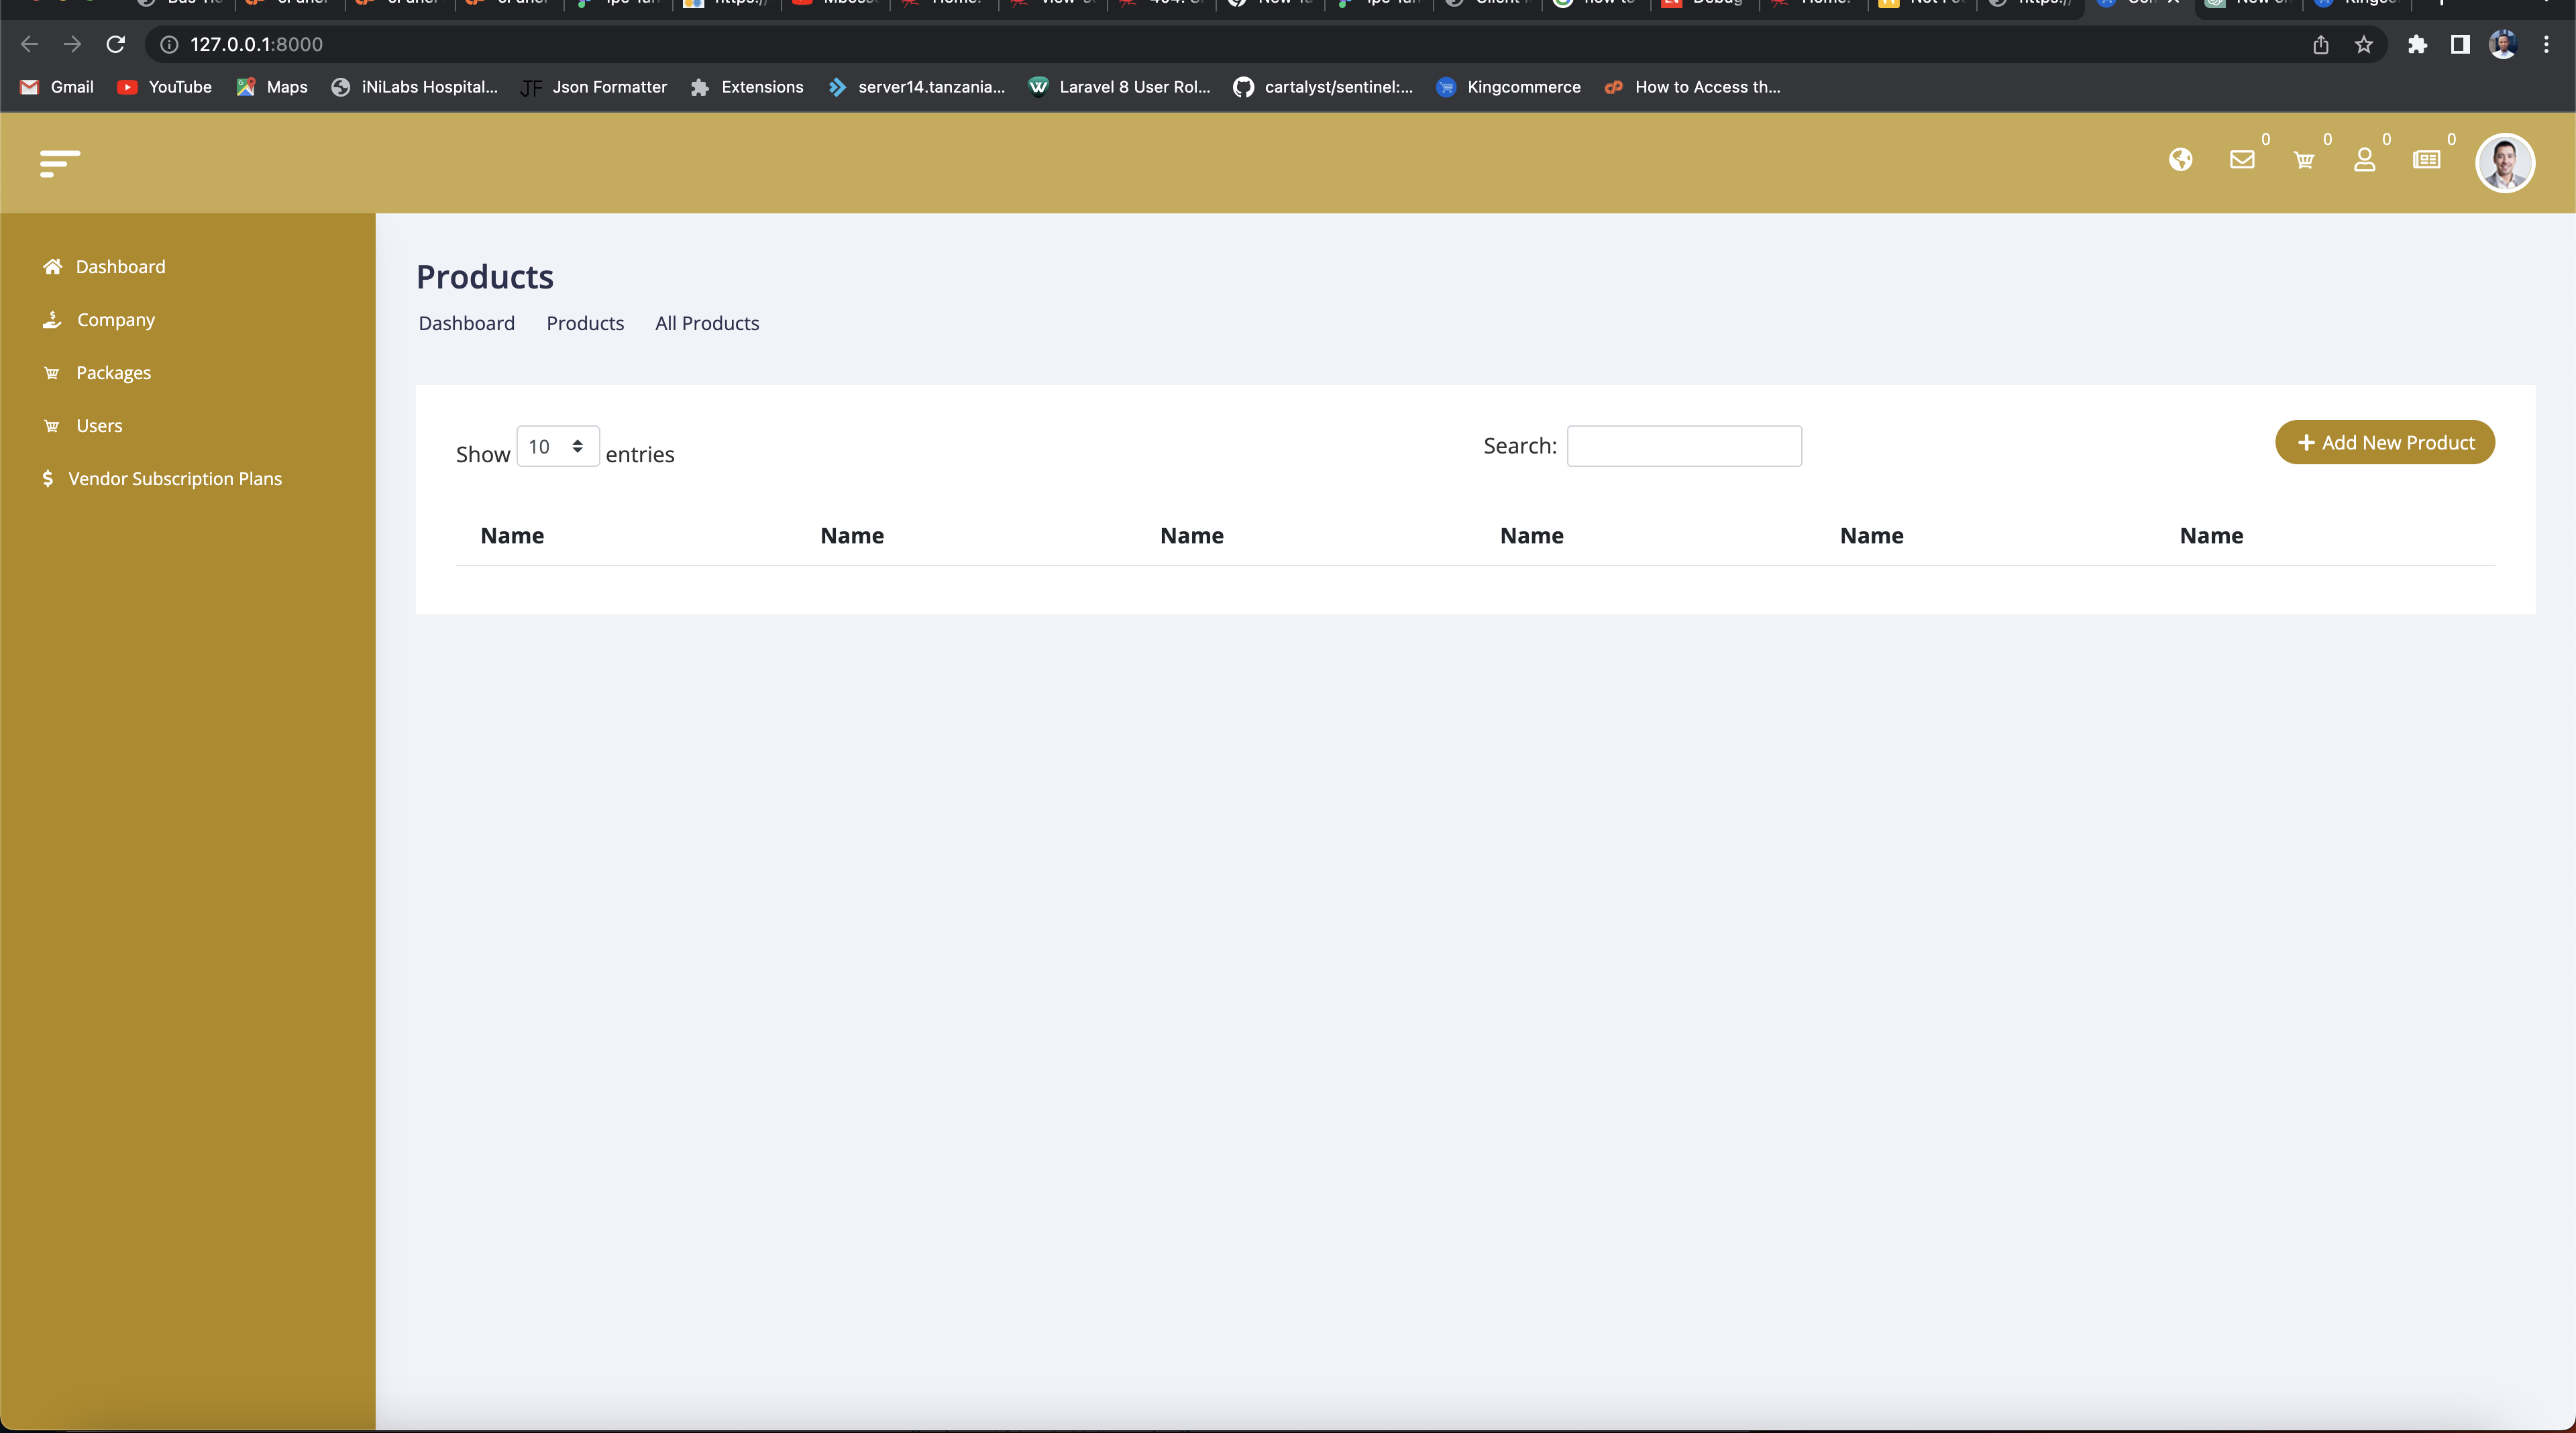 127.0.0.1:8000
Gmail YouTube Maps iNiLabs Hospital... JF Json Formatter Extensions server14.tanzania... Laravel 8 User Rol... cartalyst/sentinel:... Kingcommerce How to Access th...
0 0 0 0
Dashboard
Company
Packages
Users
$ Vendor Subscription Plans
Products
Dashboard Products All Products
Show 10 entries Search: + Add New Product
Name Name Name Name Name Name